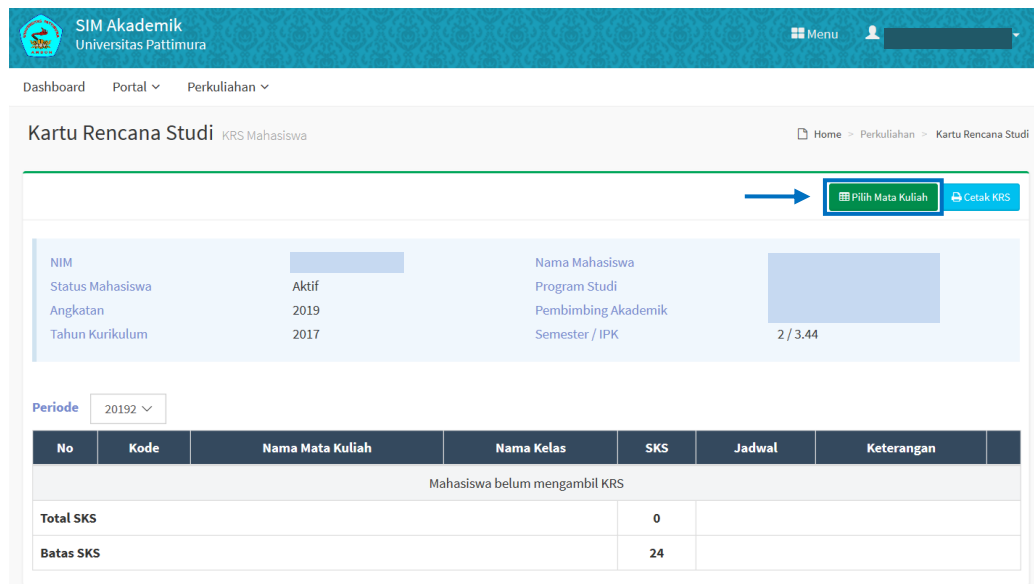 SIM Akademik
Universitas Pattimura
Menu
Dashboard Portal Perkuliahan
Kartu Rencana Studi KRS Mahasiswa
Home > Perkuliahan > Kartu Rencana Studi
Pilih Mata Kuliah Cetak KRS
NIM Nama Mahasiswa
Status Mahasiswa Aktif Program Studi
Angkatan 2019 Pembimbing Akademik
Tahun Kurikulum 2017 Semester / IPK 2 / 3.44
Periode 20192
No Kode Nama Mata Kuliah Nama Kelas SKS Jadwal Keterangan
Mahasiswa belum mengambil KRS
Total SKS 0
Batas SKS 24